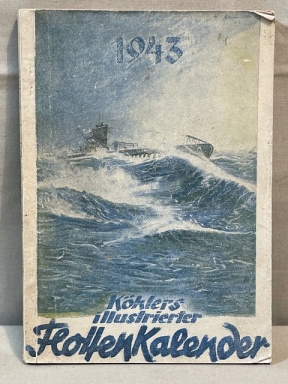 1943
Köhlers
illustrierter
FlottenKalender